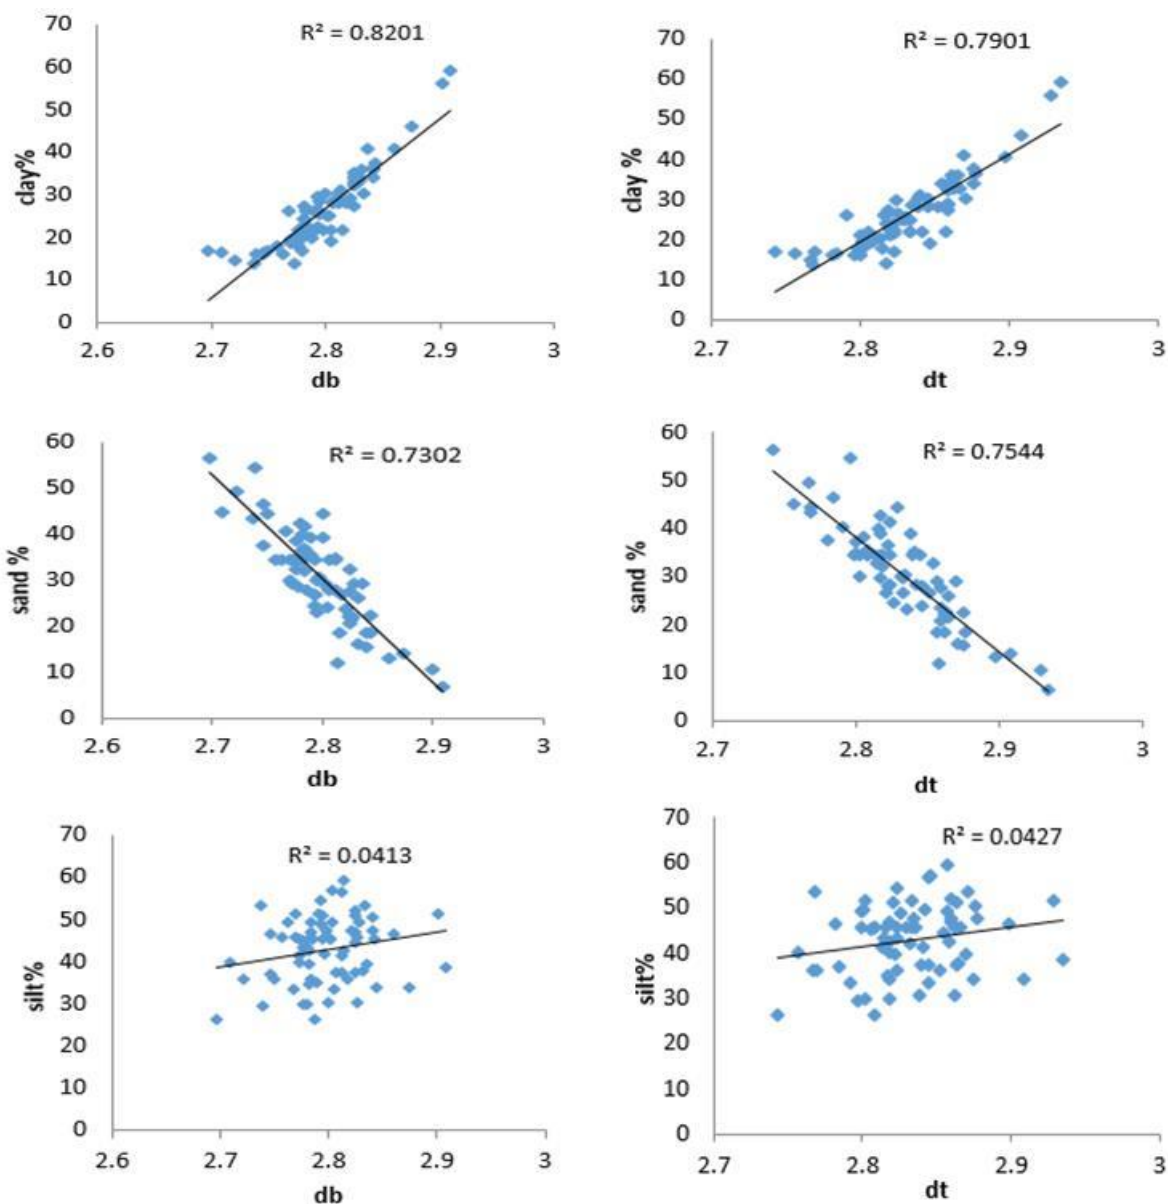 R² = 0.8201
70
60
50
40
30
20
10
0
clay%
2.6 2.7 2.8 2.9 3
db
R² = 0.7901
70
60
50
40
30
20
10
0
clay %
2.7 2.8 2.9 3
dt
R² = 0.7302
60
50
40
30
20
10
0
sand %
2.6 2.7 2.8 2.9 3
db
R² = 0.7544
60
50
40
30
20
10
0
sand %
2.7 2.8 2.9 3
dt
R² = 0.0413
70
60
50
40
30
20
10
0
silt%
2.6 2.7 2.8 2.9 3
db
R² = 0.0427
70
60
50
40
30
20
10
0
silt%
2.7 2.8 2.9 3
dt